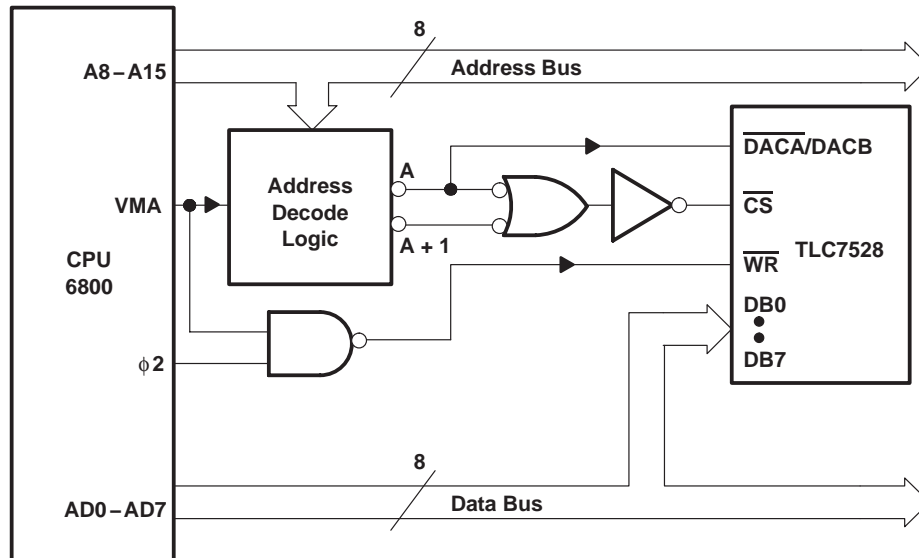 8
A8–A15
Address Bus
A
DACA/DACB
Address
Decode
Logic
VMA
CS
A + 1
TLC7528
CPU
6800
WR
DB0
DB7
φ2
8
AD0–AD7
Data Bus